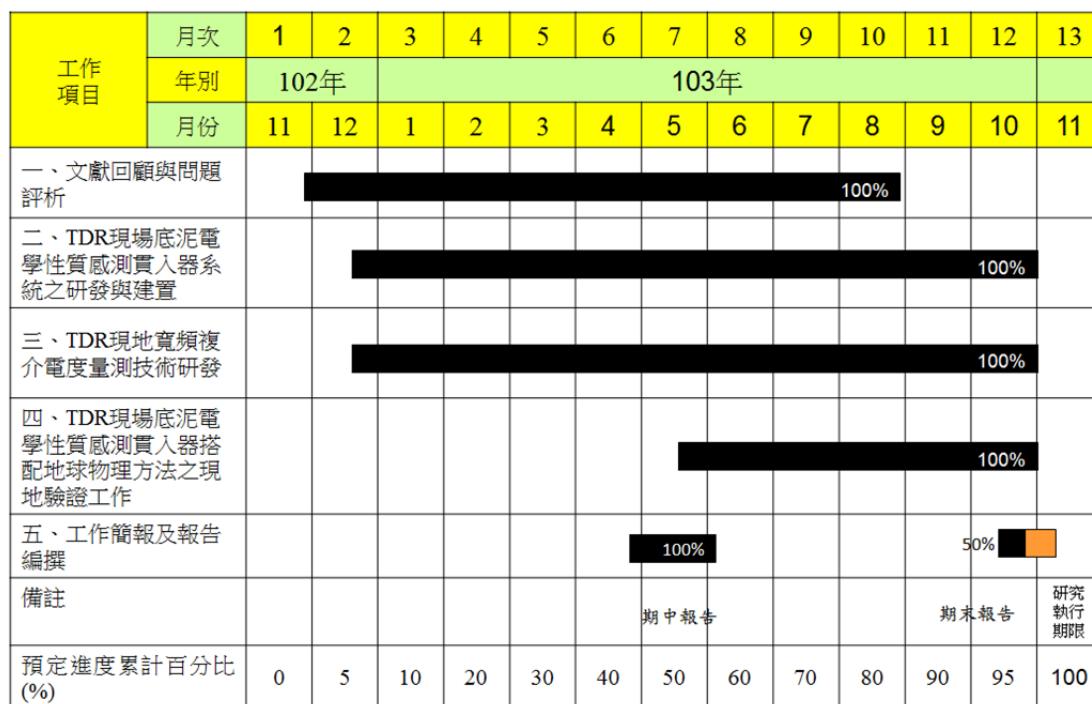 工作
項目
月次 1 2 3 4 5 6 7 8 9 10 11 12 13
年別 102年 103年
月份 11 12 1 2 3 4 5 6 7 8 9 10 11
一、文獻回顧與問題
評析
100%
二、TDR現場底泥電
學性質感測貫入器系
統之研發與建置
100%
三、TDR現地寬頻複
介電度量測技術研發
100%
四、TDR現場底泥電
學性質感測貫入器搭
配地球物理方法之現
地驗證工作
100%
五、工作簡報及報告
編撰
100% 50%
備註
期中報告 期末報告
研究
執行
期限
預定進度累計百分比
(%)
0 5 10 20 30 40 50 60 70 80 90 95 100